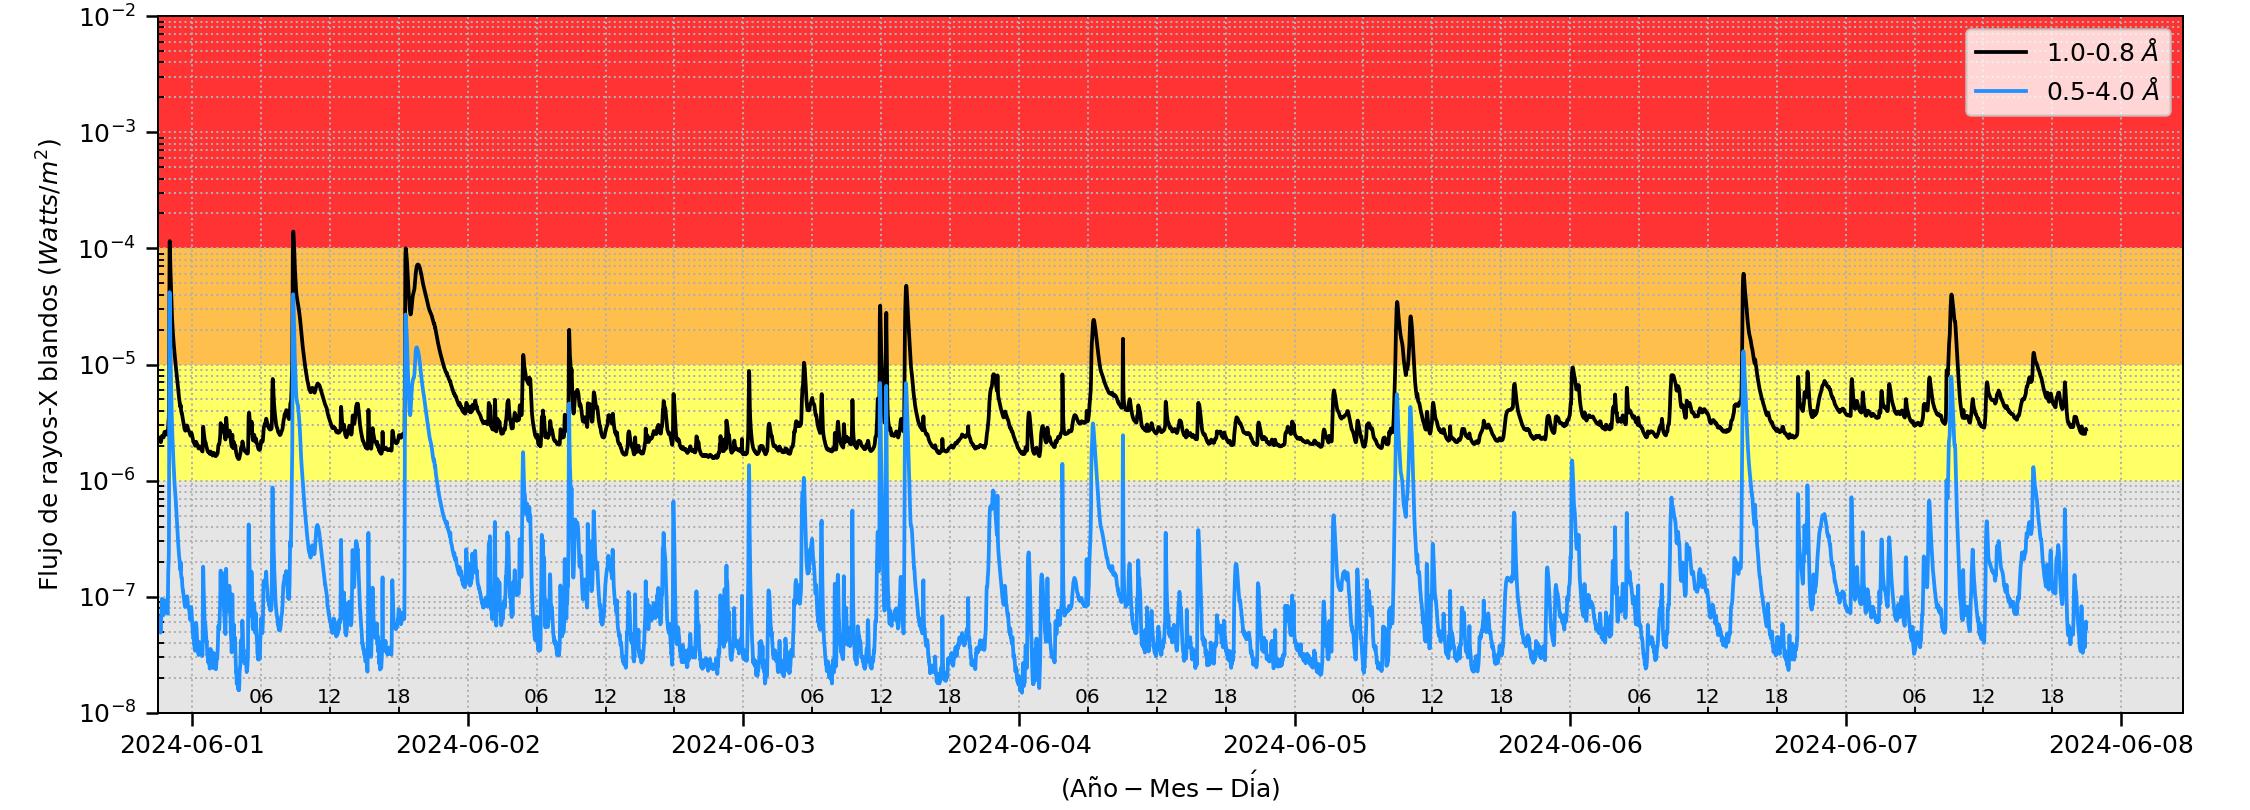 10⁻²
1.0-0.8 Å
0.5-4.0 Å
10⁻³
10⁻⁴
10⁻⁵
10⁻⁶
10⁻⁷
10⁻⁸
Flujo de rayos-X blandos (Watts/m²)
06 12 18 06 12 18 06 12 18 06 12 18 06 12 18 06 12 18 06 12 18
2024-06-01 2024-06-02 2024-06-03 2024-06-04 2024-06-05 2024-06-06 2024-06-07 2024-06-08
(Año − Mes − Día)